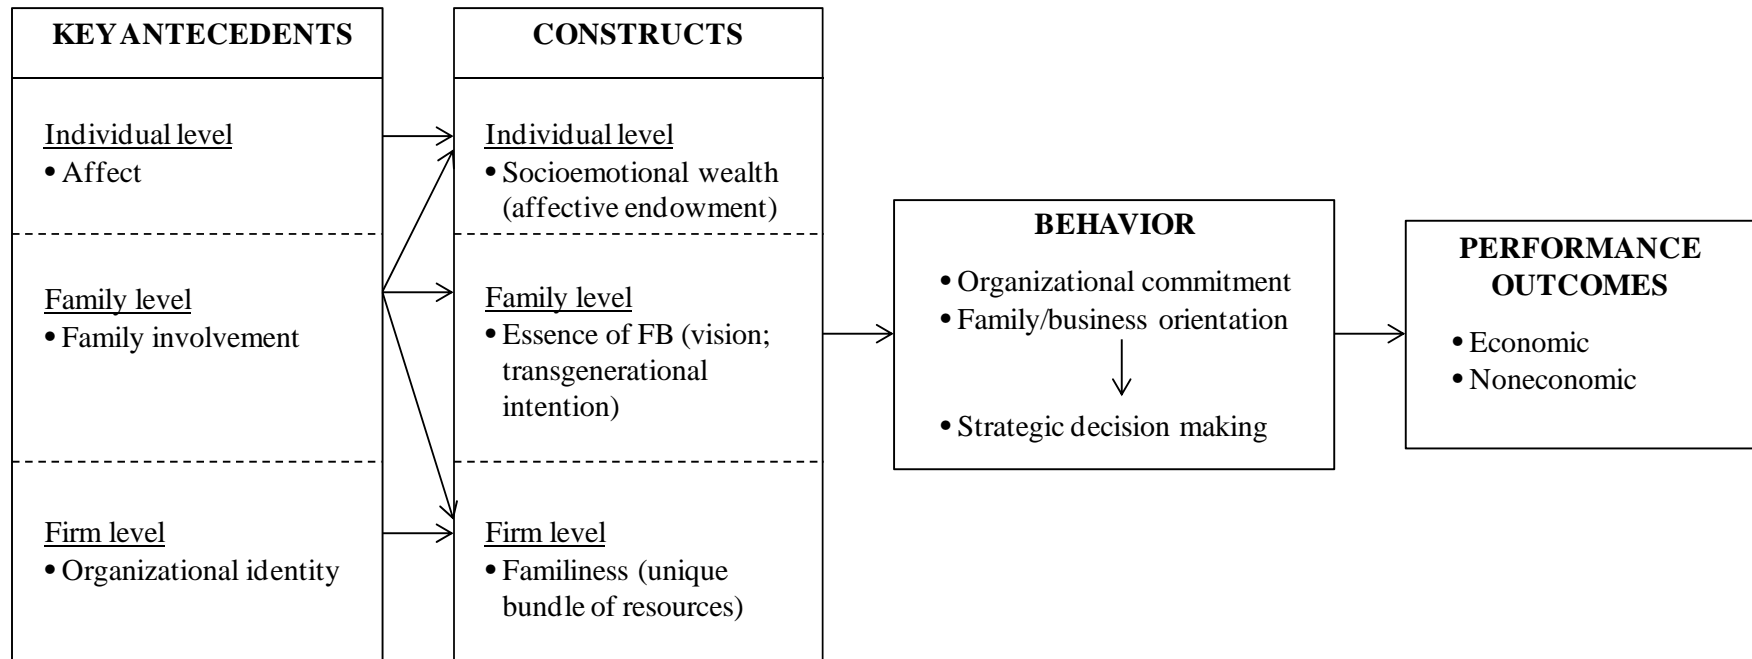 KEY ANTECEDENTS
Individual level
• Affect
Family level
• Family involvement
Firm level
• Organizational identity
CONSTRUCTS
Individual level
• Socioemotional wealth
(affective endowment)
Family level
• Essence of FB (vision;
transgenerational
intention)
Firm level
• Familiness (unique
bundle of resources)
BEHAVIOR
• Organizational commitment
• Family/business orientation
• Strategic decision making
PERFORMANCE
OUTCOMES
• Economic
• Noneconomic